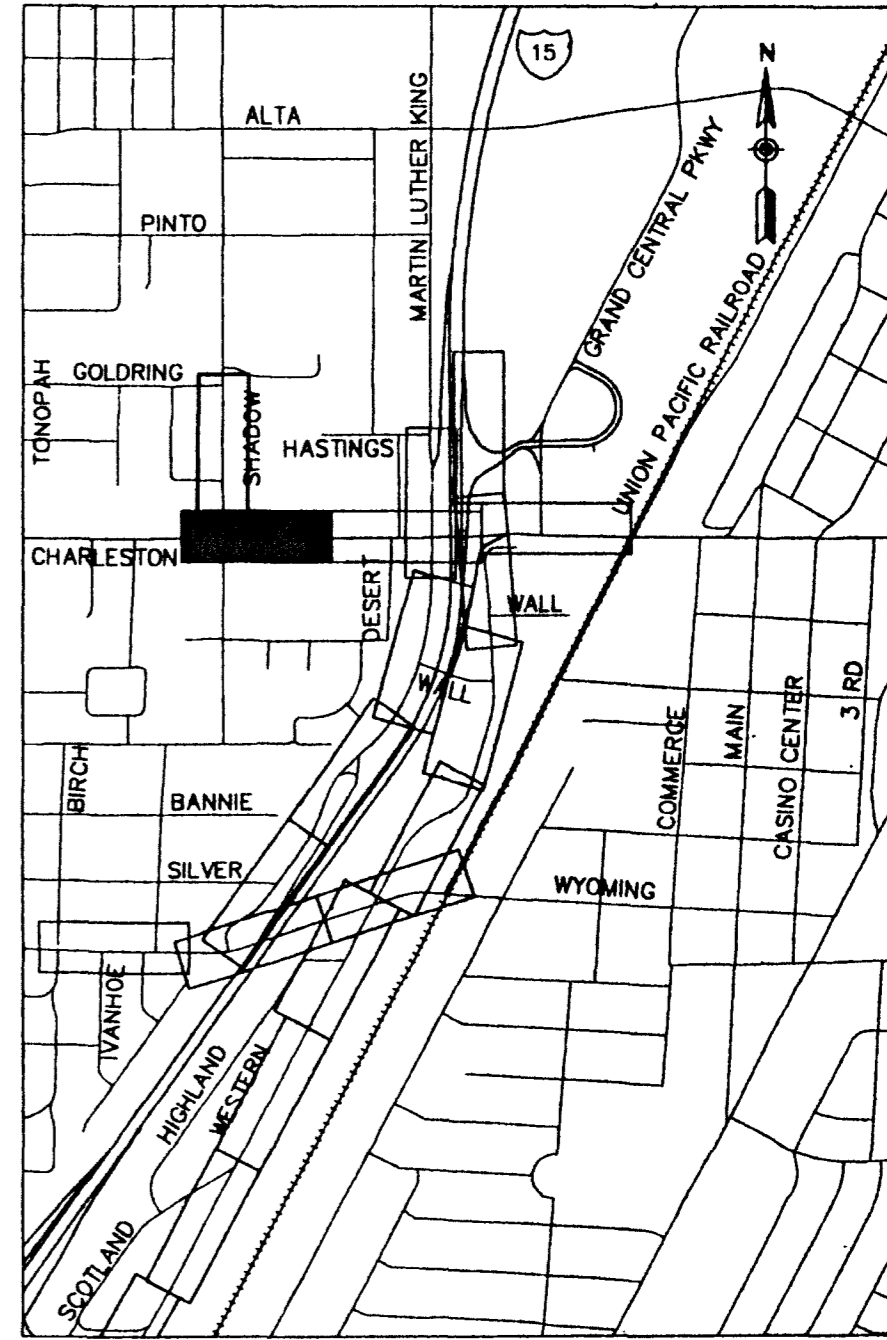 15
N
ALTA
MARTIN LUTHER KING
GRAND CENTRAL PKWY
PINTO
UNION PACIFIC RAILROAD
TONOPAH
GOLDRING
SHADOW
HASTINGS
CHARLESTON
DESERT
WALL
WALL
BIRCH
BANNIE
COMMERCE
MAIN
CASINO CENTER
3 RD
SILVER
WYOMING
IVANHOE
HIGHLAND
WESTERN
SCOTLAND